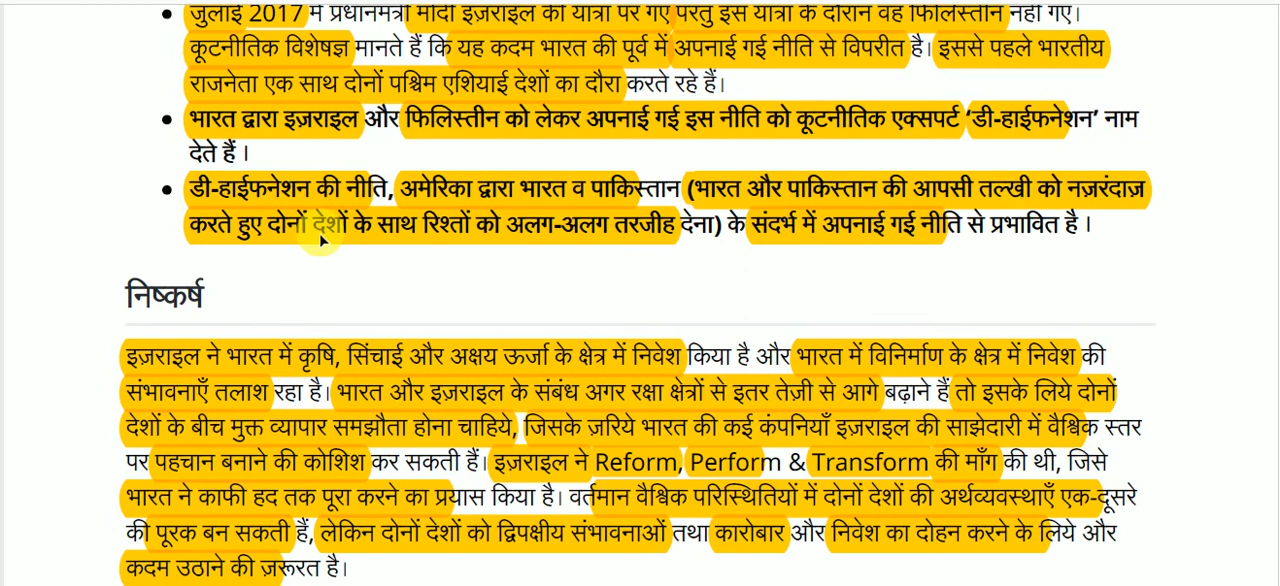 जुलाई 2017 में प्रधानमंत्री मोदी इज़राइल की यात्रा पर गए परंतु इस यात्रा के दौरान वह फिलिस्तीन नहीं गए।
कूटनीतिक विशेषज्ञ मानते हैं कि यह कदम भारत की पूर्व में अपनाई गई नीति से विपरीत है। इससे पहले भारतीय
राजनेता एक साथ दोनों पश्चिम एशियाई देशों का दौरा करते रहे हैं।
भारत द्वारा इज़राइल और फिलिस्तीन को लेकर अपनाई गई इस नीति को कूटनीतिक एक्सपर्ट ‘डी-हाईफनेशन’ नाम
देते हैं ।
डी-हाईफनेशन की नीति, अमेरिका द्वारा भारत व पाकिस्तान (भारत और पाकिस्तान की आपसी तल्खी को नज़रंदाज़
करते हुए दोनों देशों के साथ रिश्तों को अलग-अलग तरजीह देना) के संदर्भ में अपनाई गई नीति से प्रभावित है ।
निष्कर्ष
इज़राइल ने भारत में कृषि, सिंचाई और अक्षय ऊर्जा के क्षेत्र में निवेश किया है और भारत में विनिर्माण के क्षेत्र में निवेश की
संभावनाएँ तलाश रहा है। भारत और इज़राइल के संबंध अगर रक्षा क्षेत्रों से इतर तेज़ी से आगे बढ़ाने हैं तो इसके लिये दोनों
देशों के बीच मुक्त व्यापार समझौता होना चाहिये, जिसके ज़रिये भारत की कई कंपनियाँ इज़राइल की साझेदारी में वैश्विक स्तर
पर पहचान बनाने की कोशिश कर सकती हैं। इज़राइल ने Reform, Perform & Transform की माँग की थी, जिसे
भारत ने काफी हद तक पूरा करने का प्रयास किया है। वर्तमान वैश्विक परिस्थितियों में दोनों देशों की अर्थव्यवस्थाएँ एक-दूसरे
की पूरक बन सकती हैं, लेकिन दोनों देशों को द्विपक्षीय संभावनाओं तथा कारोबार और निवेश का दोहन करने के लिये और
कदम उठाने की ज़रूरत है।